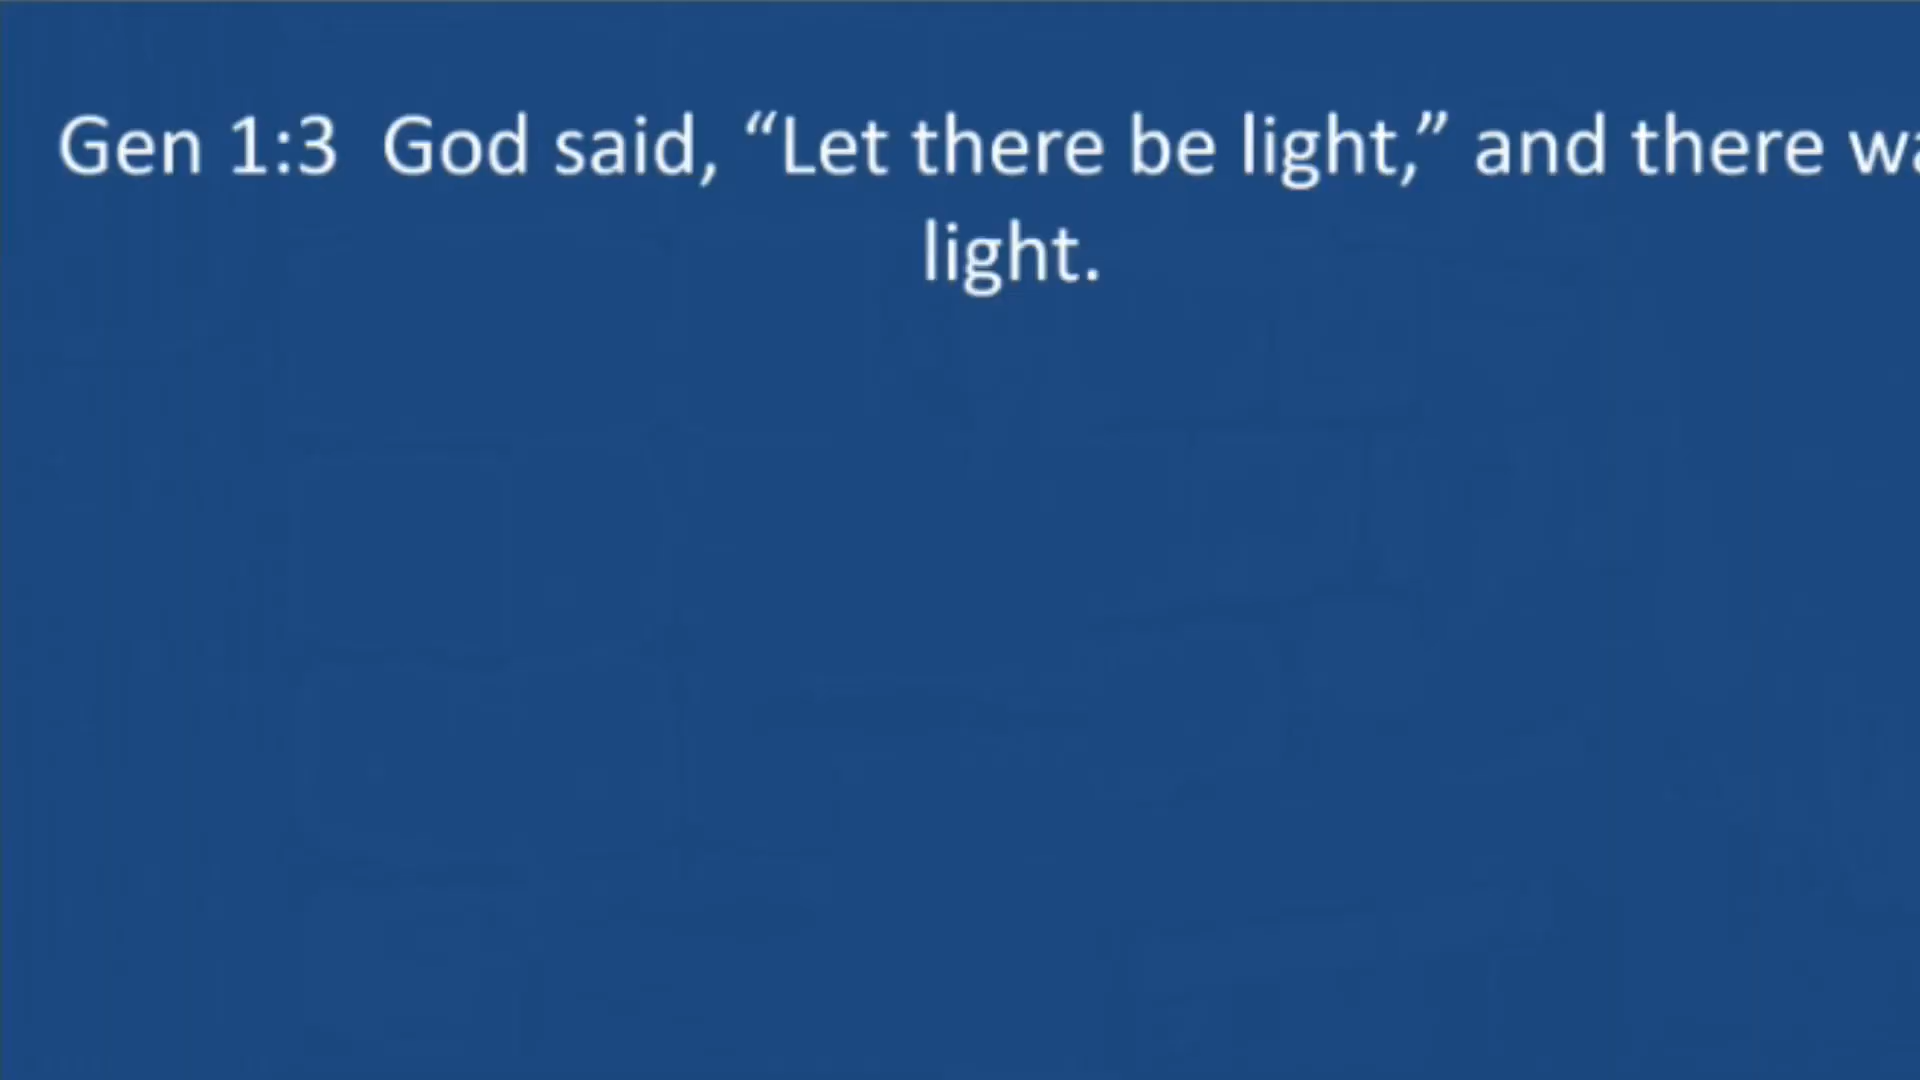 Gen 1:3  God said, “Let there be light,” and there wa
light.